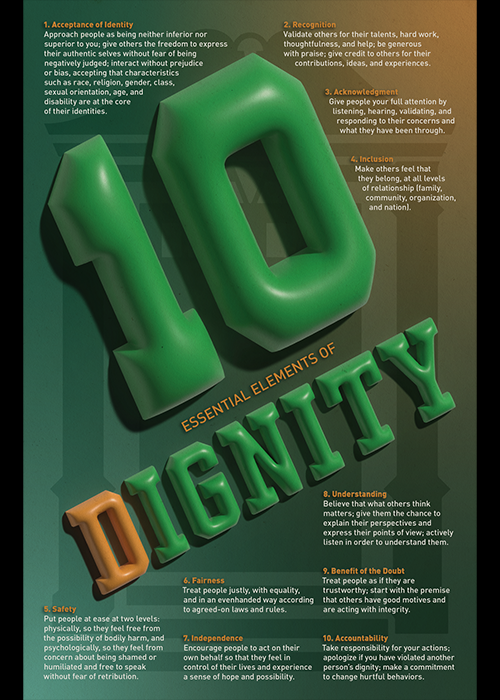 1. Acceptance of Identity
Approach people as being neither inferior nor
superior to you; give others the freedom to express
their authentic selves without fear of being
negatively judged; interact without prejudice
or bias, accepting that characteristics
such as race, religion, gender, class,
sexual orientation, age, and
disability are at the core
of their identities.
2. Recognition
Validate others for their talents, hard work,
thoughtfulness, and help; be generous
with praise; give credit to others for their
contributions, ideas, and experiences.
3. Acknowledgment
Give people your full attention by
listening, hearing, validating, and
responding to their concerns and
what they have been through.
4. Inclusion
Make others feel that
they belong, at all levels
of relationship (family,
community, organization,
and nation).
10
ESSENTIAL ELEMENTS OF
DIGNITY
5. Safety
Put people at ease at two levels:
physically, so they feel free from
the possibility of bodily harm, and
psychologically, so they feel from
concern about being shamed or
humiliated and free to speak
without fear of retribution.
6. Fairness
Treat people justly, with equality,
and in an evenhanded way according
to agreed-on laws and rules.
7. Independence
Encourage people to act on their
own behalf so that they feel in
control of their lives and experience
a sense of hope and possibility.
8. Understanding
Believe that what others think
matters; give them the chance to
explain their perspectives and
express their points of view; actively
listen in order to understand them.
9. Benefit of the Doubt
Treat people as if they are
trustworthy; start with the premise
that others have good motives and
are acting with integrity.
10. Accountability
Take responsibility for your actions;
apologize if you have violated another
person's dignity; make a commitment
to change hurtful behaviors.